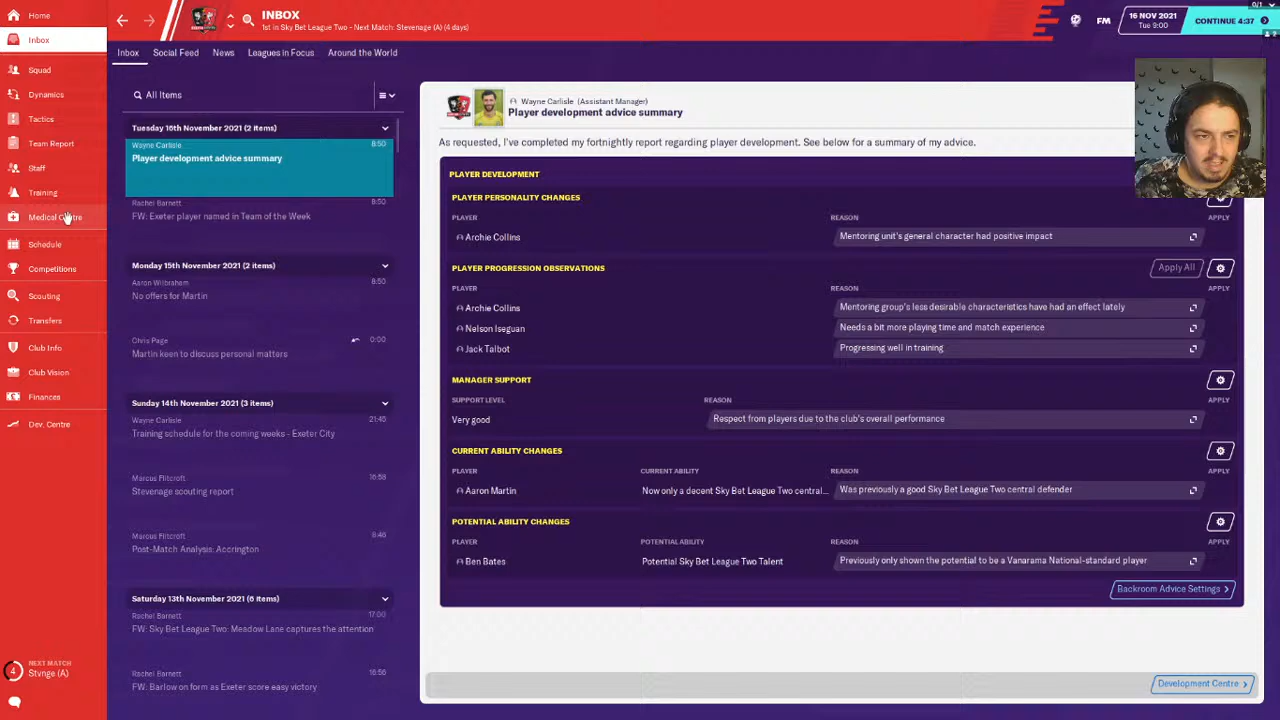 Home
Inbox
Squad
Dynamics
Tactics
Team Report
Staff
Training
Medical Centre
Schedule
Competitions
Scouting
Transfers
Club Info
Club Vision
Finances
Dev. Centre
4
NEXT MATCH
Stvnge (A)
INBOX
1st in Sky Bet League Two - Next Match: Stevenage (A) (4 days)
FM
16 NOV 2021
Tue 9:00
CONTINUE 4:37
0/1
2
Inbox
Social Feed
News
Leagues in Focus
Around the World
All Items
Tuesday 16th November 2021 (2 items)
Wayne Carlisle
8:50
Player development advice summary
Rachel Barnett
8:50
FW: Exeter player named in Team of the Week
Monday 15th November 2021 (2 items)
Aaron Wilbraham
8:50
No offers for Martin
Chris Page
0:00
Martin keen to discuss personal matters
Sunday 14th November 2021 (3 items)
Wayne Carlisle
21:45
Training schedule for the coming weeks - Exeter City
Marcus Flitcroft
16:58
Stevenage scouting report
Marcus Flitcroft
8:46
Post-Match Analysis: Accrington
Saturday 13th November 2021 (6 items)
Rachel Barnett
17:00
FW: Sky Bet League Two: Meadow Lane captures the attention
Rachel Barnett
16:56
FW: Barlow on form as Exeter score easy victory
Wayne Carlisle (Assistant Manager)
Player development advice summary
As requested, I've completed my fortnightly report regarding player development. See below for a summary of my advice.
PLAYER DEVELOPMENT
PLAYER PERSONALITY CHANGES
PLAYER REASON APPLY
Archie Collins Mentoring unit's general character had positive impact
PLAYER PROGRESSION OBSERVATIONS
Apply All
PLAYER REASON APPLY
Archie Collins Mentoring group's less desirable characteristics have had an effect lately
Nelson Iseguan Needs a bit more playing time and match experience
Jack Talbot Progressing well in training
MANAGER SUPPORT
SUPPORT LEVEL REASON APPLY
Very good Respect from players due to the club's overall performance
CURRENT ABILITY CHANGES
PLAYER CURRENT ABILITY REASON APPLY
Aaron Martin Now only a decent Sky Bet League Two central... Was previously a good Sky Bet League Two central defender
POTENTIAL ABILITY CHANGES
PLAYER POTENTIAL ABILITY REASON APPLY
Ben Bates Potential Sky Bet League Two Talent Previously only shown the potential to be a Vanarama National-standard player
Backroom Advice Settings
Development Centre